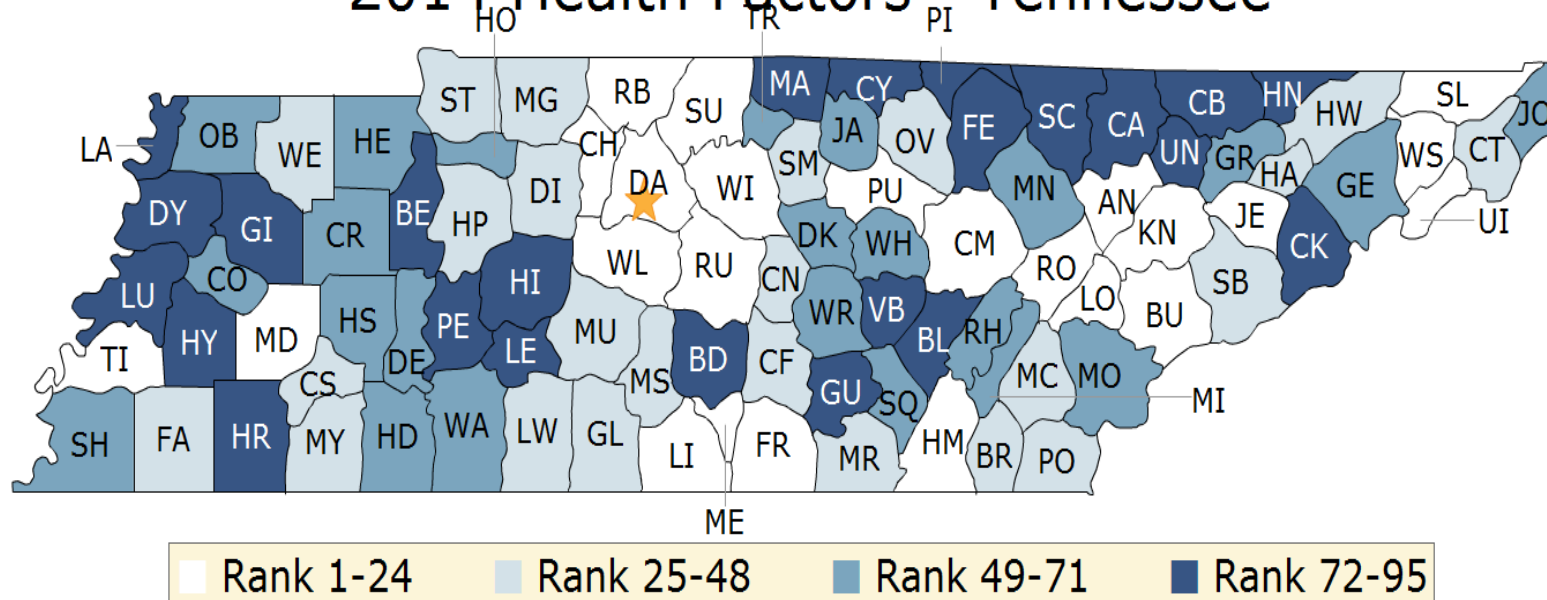 2014 Health Factors - Tennessee
HO TR PI
ST MG RB SU MA CY FE SC CA CB HN HW SL JO
LA OB WE HE CH JA OV UN GR WS CT
SM HA
DY GI BE HP DI DA WI PU MN AN JE GE UI
CR DK WH CM KN CK
CO WL RU CN RO SB
LU HI LO
HS PE VB BU
TI HY MD MU WR BL RH
DE LE BD CF MC MO
CS MS GU SQ MI
SH FA HR MY HD WA LW GL LI FR MR HM BR PO
ME
Rank 1-24 Rank 25-48 Rank 49-71 Rank 72-95